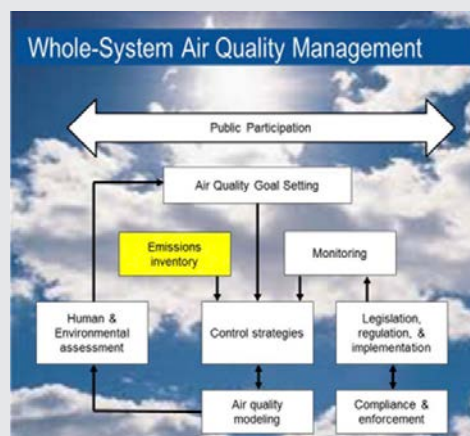 Whole-System Air Quality Management
Public Participation
Air Quality Goal Setting
Emissions
inventory
Monitoring
Human &
Environmental
assessment
Control strategies
Legislation,
regulation, &
implementation
Air quality
modeling
Compliance &
enforcement